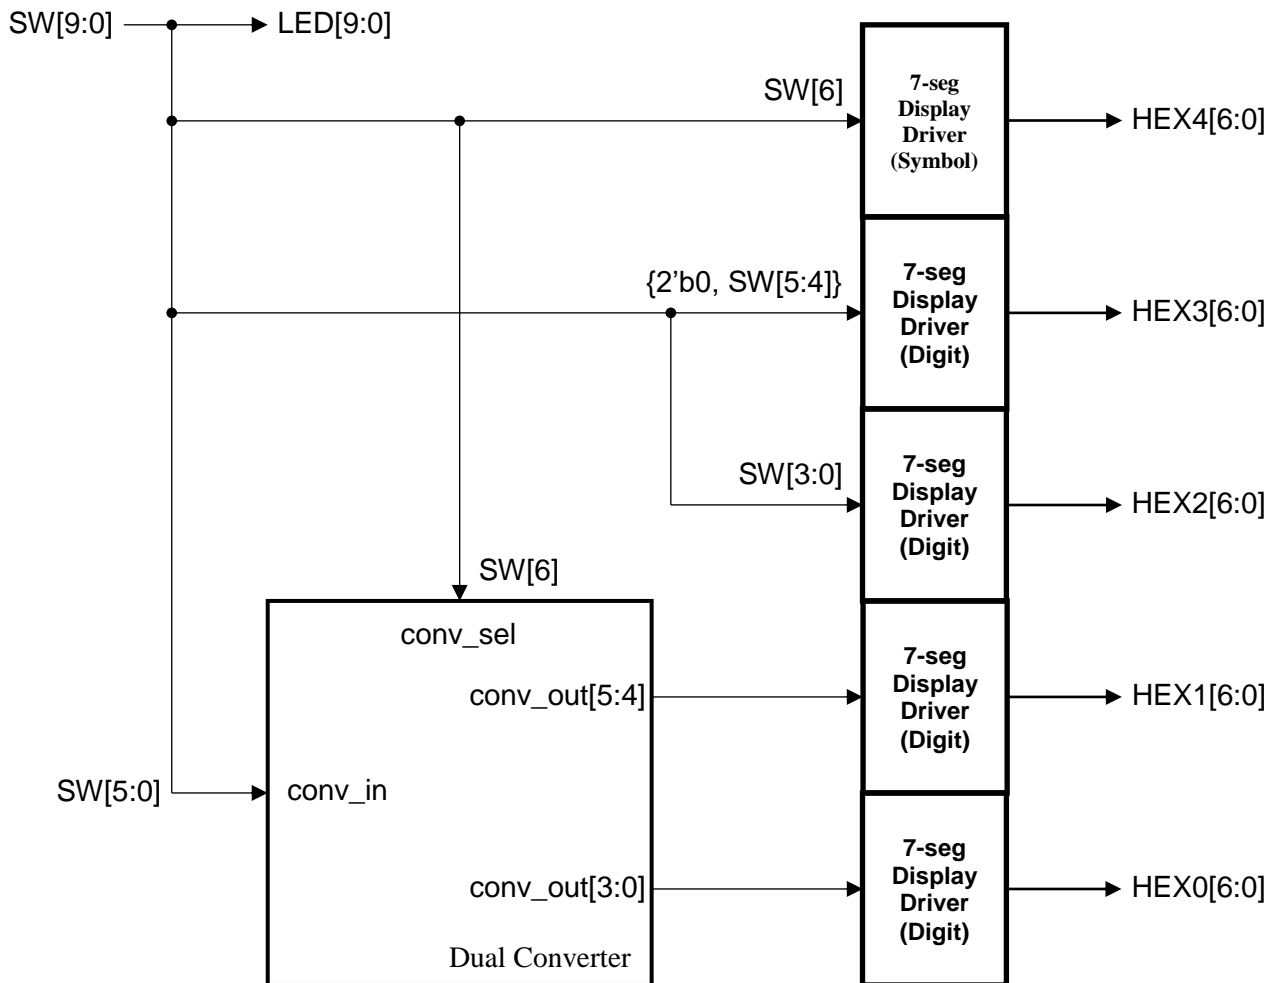 SW[9:0]
LED[9:0]
SW[6]
7-seg
Display
Driver
(Symbol)
HEX4[6:0]
{2’b0, SW[5:4]}
7-seg
Display
Driver
(Digit)
HEX3[6:0]
SW[3:0]
7-seg
Display
Driver
(Digit)
HEX2[6:0]
SW[6]
conv_sel
conv_out[5:4]
7-seg
Display
Driver
(Digit)
HEX1[6:0]
SW[5:0]
conv_in
conv_out[3:0]
7-seg
Display
Driver
(Digit)
HEX0[6:0]
Dual Converter